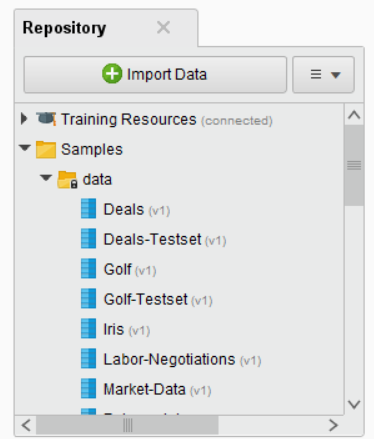 Repository
Import Data
Training Resources (connected)
Samples
data
Deals (v1)
Deals-Testset (v1)
Golf (v1)
Golf-Testset (v1)
Iris (v1)
Labor-Negotiations (v1)
Market-Data (v1)